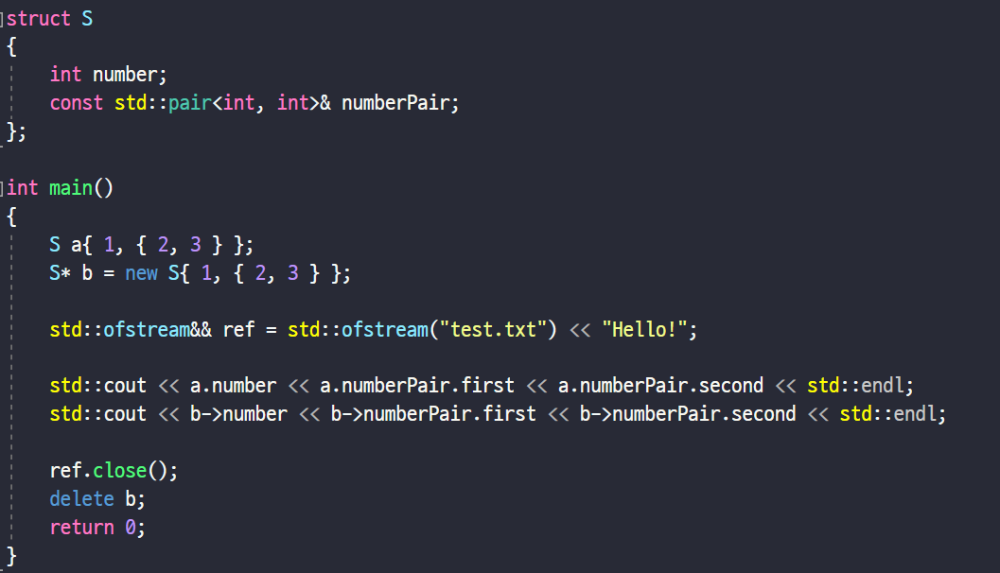 struct S
{
    int number;
    const std::pair<int, int>& numberPair;
};
int main()
{
    S a{ 1, { 2, 3 } };
    S* b = new S{ 1, { 2, 3 } };
    std::ofstream&& ref = std::ofstream("test.txt") << "Hello!";
    std::cout << a.number << a.numberPair.first << a.numberPair.second << std::endl;
    std::cout << b->number << b->numberPair.first << b->numberPair.second << std::endl;
    ref.close();
    delete b;
    return 0;
}